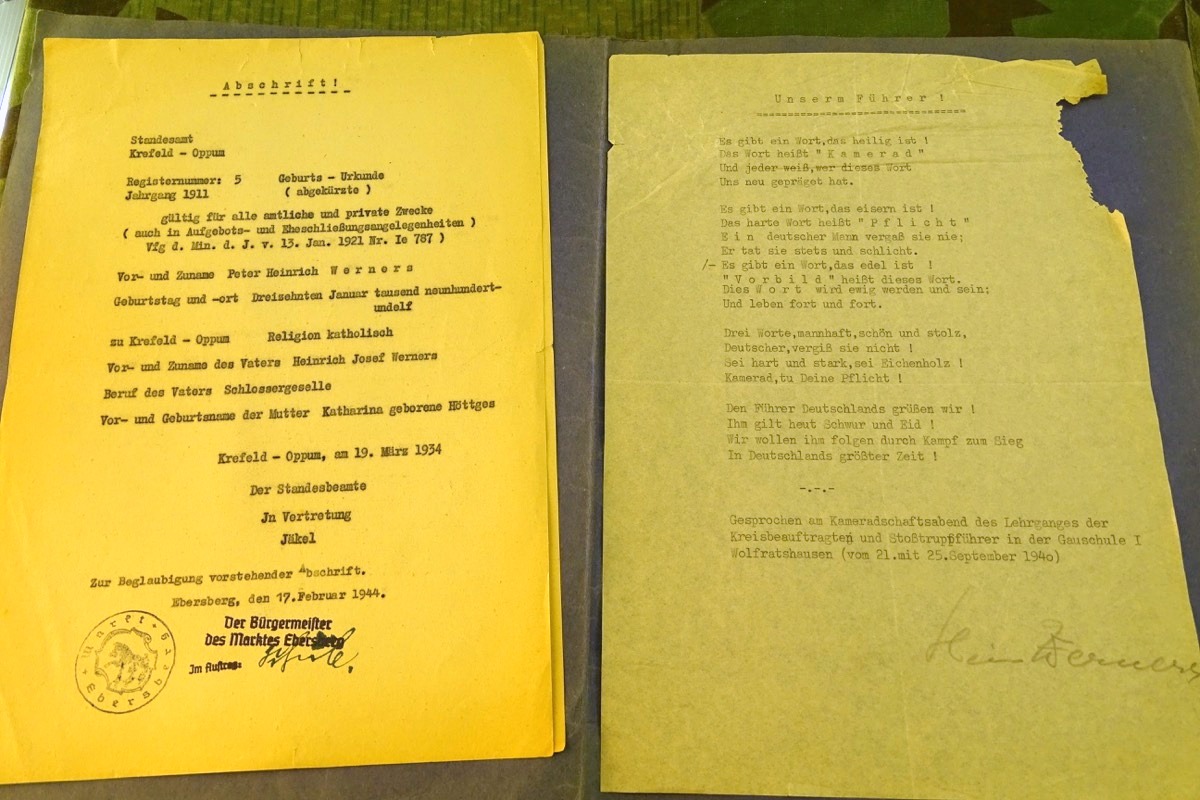 Abschrift!
Standesamt
Krefeld - Oppum
Registernummer: 5 Geburts - Urkunde
Jahrgang 1911 ( abgekürzte )
gültig für alle amtliche und private Zwecke
( auch in Aufgebots- und Eheschließungsangelegenheiten )
Vfg d. Min. d. J. v. 13. Jan. 1921 Nr. Ie 787 )
Vor- und Zuname Peter Heinrich Werners
Geburtstag und -ort Dreizehnten Januar tausend neunhundert-
undelf
zu Krefeld - Oppum Religion katholisch
Vor- und Zuname des Vaters Heinrich Josef Werners
Beruf des Vaters Schlossergeselle
Vor- und Geburtsname der Mutter Katharina geborene Höttges
Krefeld - Oppum, am 19. März 1934
Der Standesbeamte
Jn Vertretung
Jäkel
Zur Beglaubigung vorstehender Abschrift.
Ebersberg, den 17.Februar 1944.
Der Bürgermeister
des Marktes Ebersberg
Jm Auftrag:
Markt Ebersberg
Unserm Führer !
Es gibt ein Wort,das heilig ist !
Das Wort heißt " Kamerad "
Und jeder weiß,wer dieses Wort
Uns neu gepräget hat.
Es gibt ein Wort,das eisern ist !
Das harte Wort heißt " Pflicht "
Ein deutscher Mann vergaß sie nie;
Er tat sie stets und schlicht.
/- Es gibt ein Wort,das edel ist !
" Vorbild " heißt dieses Wort.
Dies Wort wird ewig werden und sein;
Und leben fort und fort.
Drei Worte,mannhaft,schön und stolz,
Deutscher,vergiß sie nicht !
Sei hart und stark,sei Eichenholz !
Kamerad,tu Deine Pflicht !
Den Führer Deutschlands größen wir !
Ihm gilt heut Schwur und Eid !
Wir wollen ihm folgen durch Kampf zum Sieg
In Deutschlands größter Zeit !
-.-.-
Gesprochen am Kameradschaftsabend des Lehrganges der
Kreisbeauftragten und Stoßtruppführer in der Gauschule I
Wolfratshausen (vom 21.mit 25.September 1940)
Hein Werners